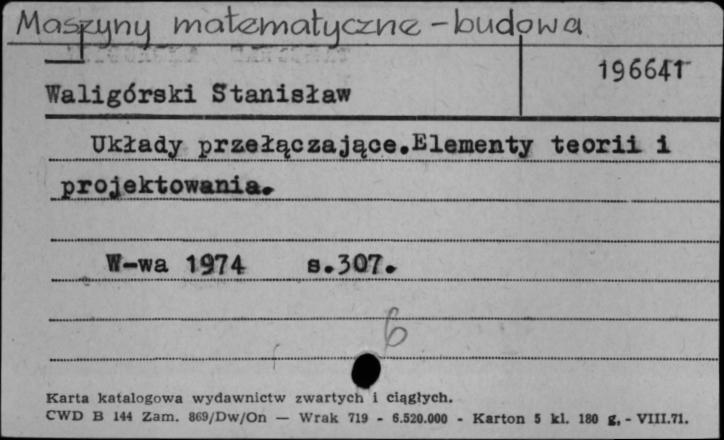 Maszyny matematyczne - budowa
196641
Waligórski Stanisław
Układy przełączające.Elementy teorii i
projektowania.
W-wa 1974 s.307.
6
Karta katalogowa wydawnictw zwartych i ciągłych.
CWD B 144 Zam. 869/Dw/On — Wrak 719 - 6.520.000 - Karton 5 kl. 180 g. - VIII.71.